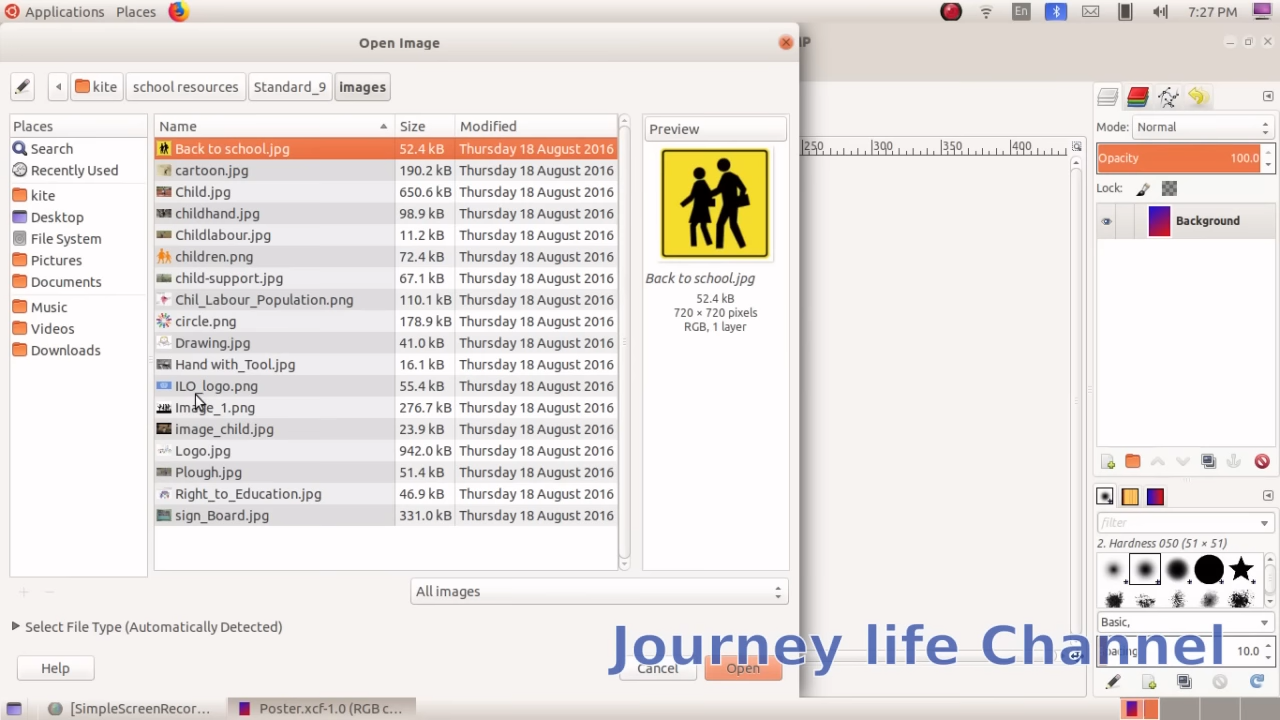 Applications Places En 7:27 PM
Open Image
MP
kite school resources Standard_9 images
Places
Search
Recently Used
kite
Desktop
File System
Pictures
Documents
Music
Videos
Downloads
Name Size Modified
Back to school.jpg 52.4 kB Thursday 18 August 2016
cartoon.jpg 190.2 kB Thursday 18 August 2016
Child.jpg 650.6 kB Thursday 18 August 2016
childhand.jpg 98.9 kB Thursday 18 August 2016
Childlabour.jpg 11.2 kB Thursday 18 August 2016
children.png 72.4 kB Thursday 18 August 2016
child-support.jpg 67.1 kB Thursday 18 August 2016
Chil_Labour_Population.png 110.1 kB Thursday 18 August 2016
circle.png 178.9 kB Thursday 18 August 2016
Drawing.jpg 41.0 kB Thursday 18 August 2016
Hand with_Tool.jpg 16.1 kB Thursday 18 August 2016
ILO_logo.png 55.4 kB Thursday 18 August 2016
Image_1.png 276.7 kB Thursday 18 August 2016
image_child.jpg 23.9 kB Thursday 18 August 2016
Logo.jpg 942.0 kB Thursday 18 August 2016
Plough.jpg 51.4 kB Thursday 18 August 2016
Right_to_Education.jpg 46.9 kB Thursday 18 August 2016
sign_Board.jpg 331.0 kB Thursday 18 August 2016
Preview
Back to school.jpg
52.4 kB
720 × 720 pixels
RGB, 1 layer
All images
Select File Type (Automatically Detected)
Help Cancel Open
250 300 350 400
Mode: Normal
Opacity 100.0
Lock:
Background
filter
2. Hardness 050 (51 × 51)
Basic,
10.0
Journey life Channel
[SimpleScreenRecor... Poster.xcf-1.0 (RGB c...